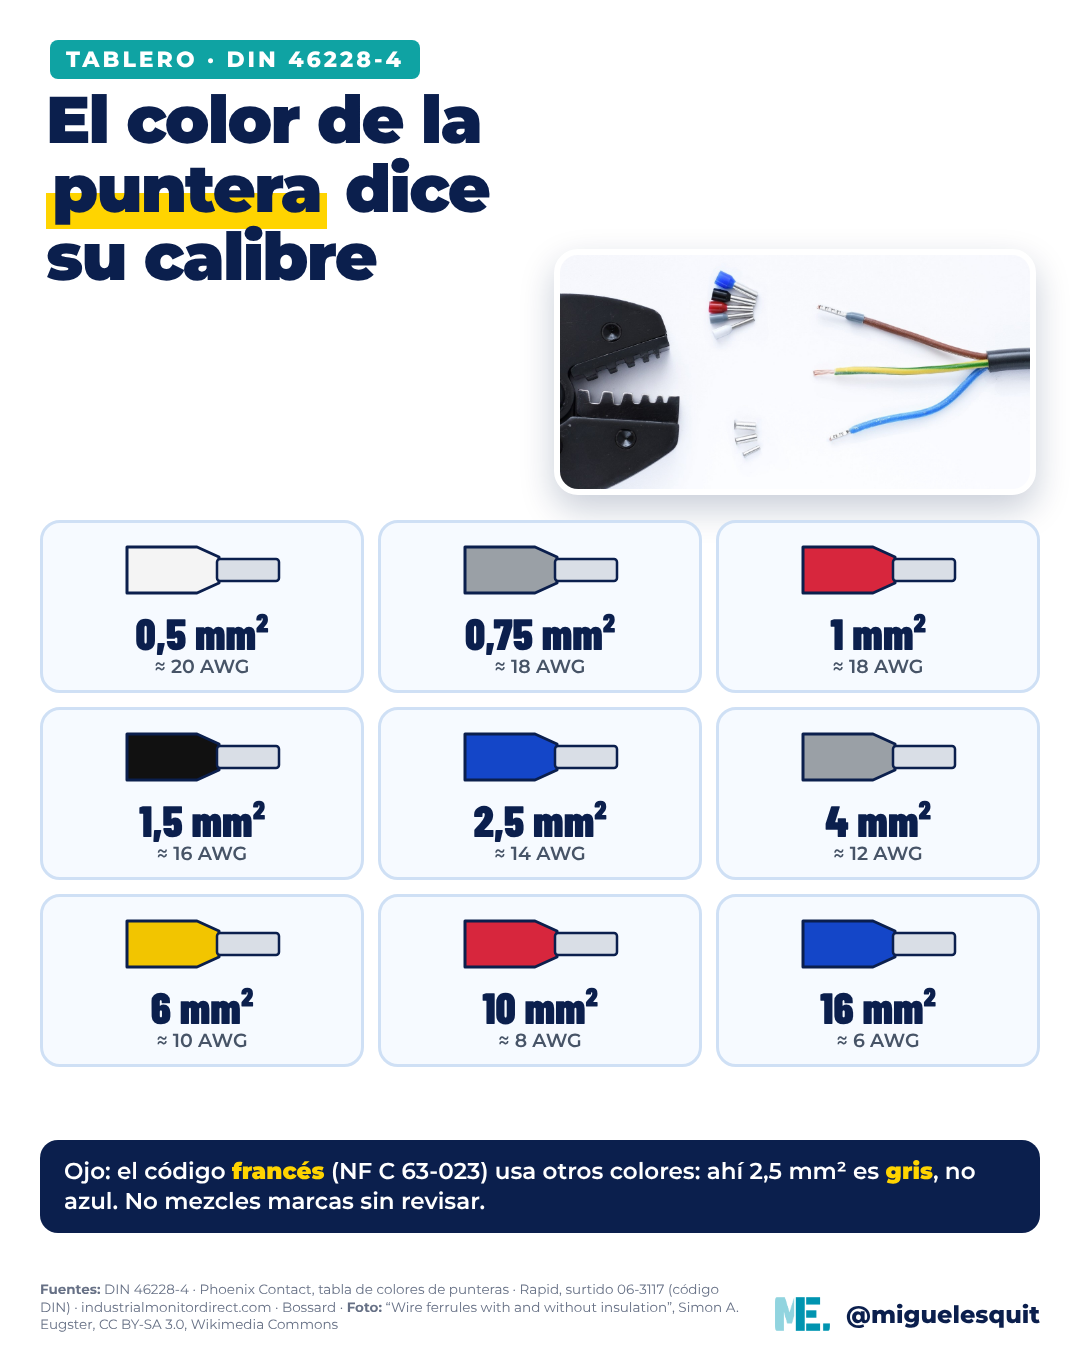 TABLERO · DIN 46228-4
El color de la
puntera dice
su calibre
0,5 mm²
≈ 20 AWG
0,75 mm²
≈ 18 AWG
1 mm²
≈ 18 AWG
1,5 mm²
≈ 16 AWG
2,5 mm²
≈ 14 AWG
4 mm²
≈ 12 AWG
6 mm²
≈ 10 AWG
10 mm²
≈ 8 AWG
16 mm²
≈ 6 AWG
Ojo: el código francés (NF C 63-023) usa otros colores: ahí 2,5 mm² es gris, no
azul. No mezcles marcas sin revisar.
Fuentes: DIN 46228-4 · Phoenix Contact, tabla de colores de punteras · Rapid, surtido 06-3117 (código
DIN) · industrialmonitordirect.com · Bossard · Foto: “Wire ferrules with and without insulation”, Simon A.
Eugster, CC BY-SA 3.0, Wikimedia Commons
ME.
@miguelesquit